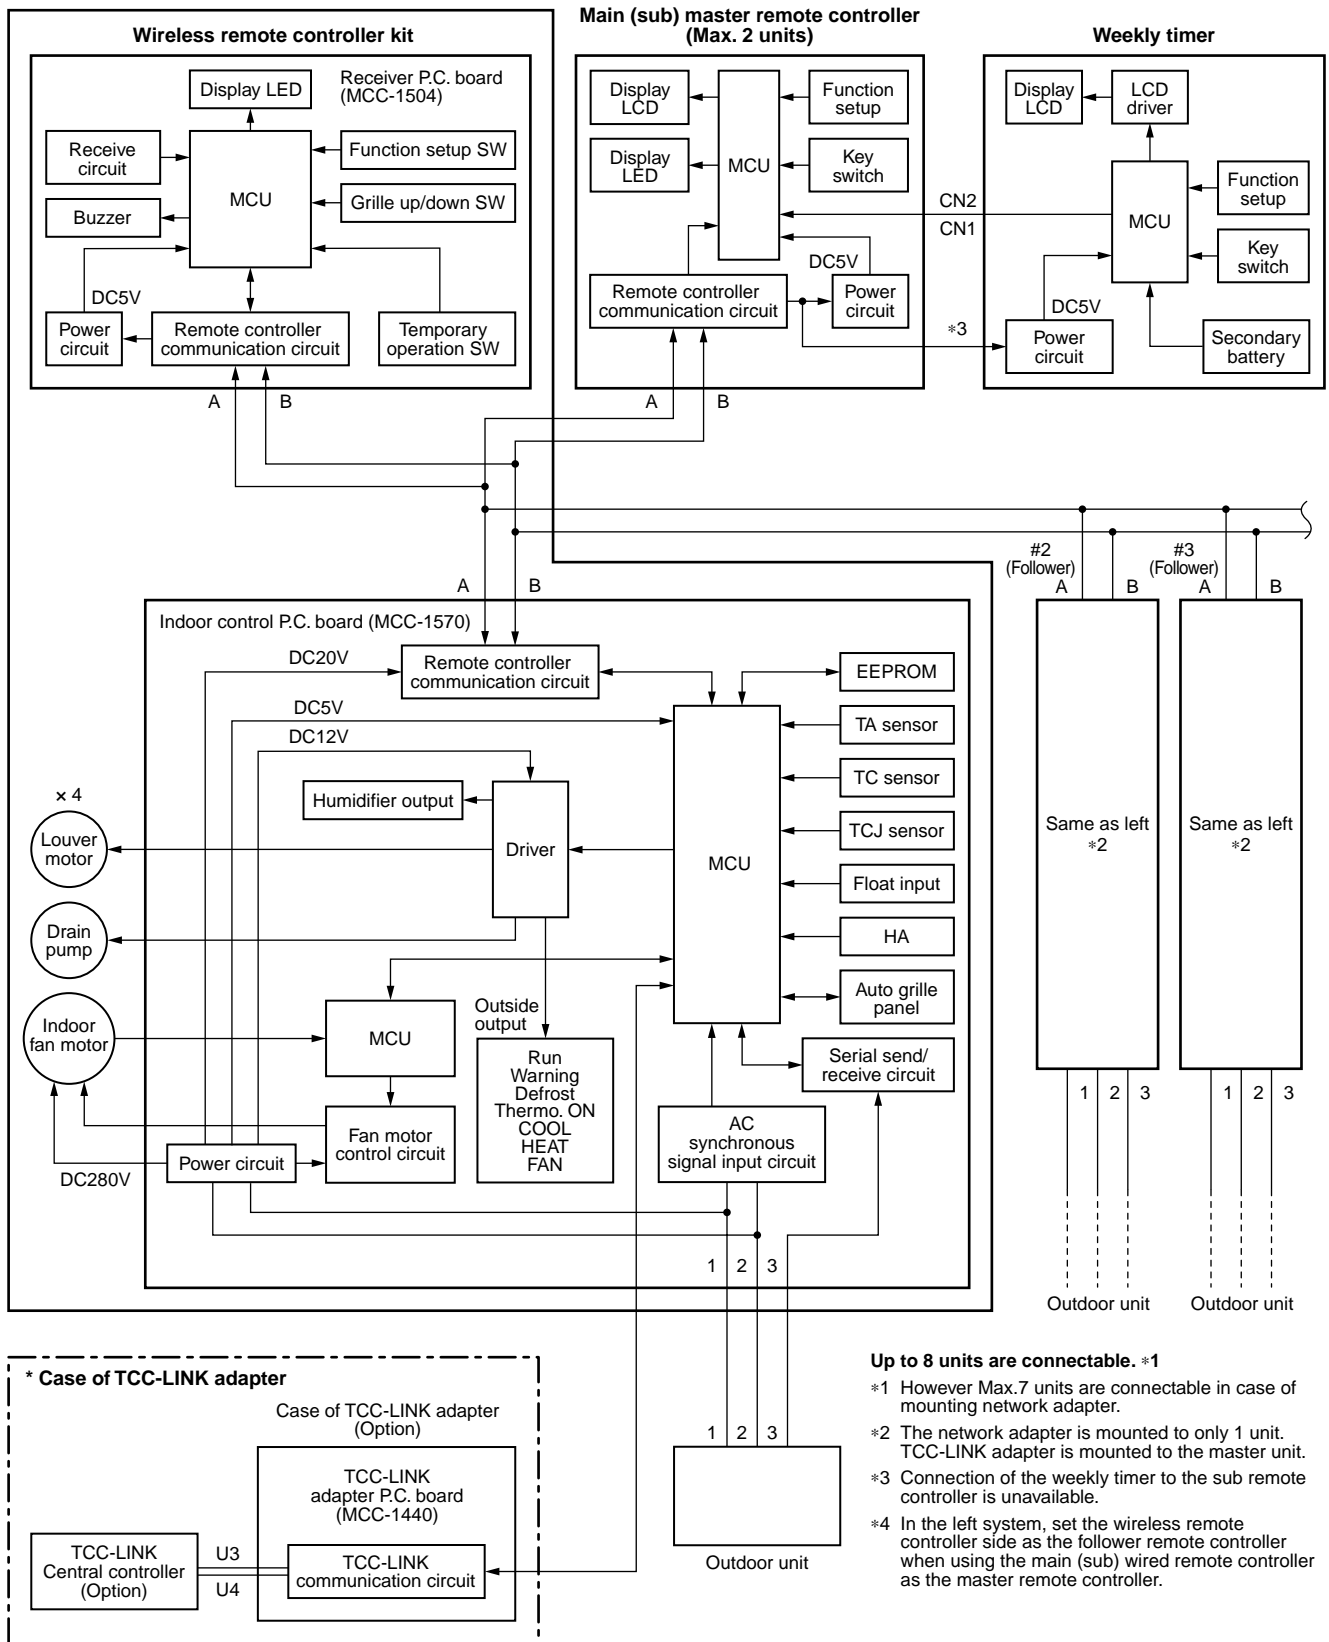 Wireless remote controller kit
Receiver P.C. board
(MCC-1504)
Display LED
Receive
circuit
MCU
Function setup SW
Buzzer
Grille up/down SW
DC5V
Power
circuit
Remote controller
communication circuit
Temporary
operation SW
A
B
Main (sub) master remote controller
(Max. 2 units)
Display
LCD
Function
setup
Display
LED
MCU
Key
switch
CN2
CN1
DC5V
Remote controller
communication circuit
Power
circuit
∗3
A
B
Weekly timer
Display
LCD
LCD
driver
MCU
Function
setup
Key
switch
DC5V
Power
circuit
Secondary
battery
#2
(Follower)
A
B
#3
(Follower)
A
B
A
B
Indoor control P.C. board (MCC-1570)
DC20V
Remote controller
communication circuit
EEPROM
DC5V
TA sensor
DC12V
TC sensor
Humidifier output
× 4
Louver
motor
Driver
MCU
TCJ sensor
Float input
Drain
pump
HA
Auto grille
panel
Indoor
fan motor
MCU
Outside
output
Run
Warning
Defrost
Thermo. ON
COOL
HEAT
FAN
Serial send/
receive circuit
Fan motor
control circuit
AC
synchronous
signal input circuit
Power circuit
DC280V
1
2
3
Same as left
∗2
Same as left
∗2
1
2
3
1
2
3
Outdoor unit
Outdoor unit
* Case of TCC-LINK adapter
Case of TCC-LINK adapter
(Option)
TCC-LINK
adapter P.C. board
(MCC-1440)
TCC-LINK
Central controller
(Option)
U3
U4
TCC-LINK
communication circuit
1
2
3
Outdoor unit
Up to 8 units are connectable. ∗1
∗1 However Max.7 units are connectable in case of
mounting network adapter.
∗2 The network adapter is mounted to only 1 unit.
TCC-LINK adapter is mounted to the master unit.
∗3 Connection of the weekly timer to the sub remote
controller is unavailable.
∗4 In the left system, set the wireless remote
controller side as the follower remote controller
when using the main (sub) wired remote controller
as the master remote controller.